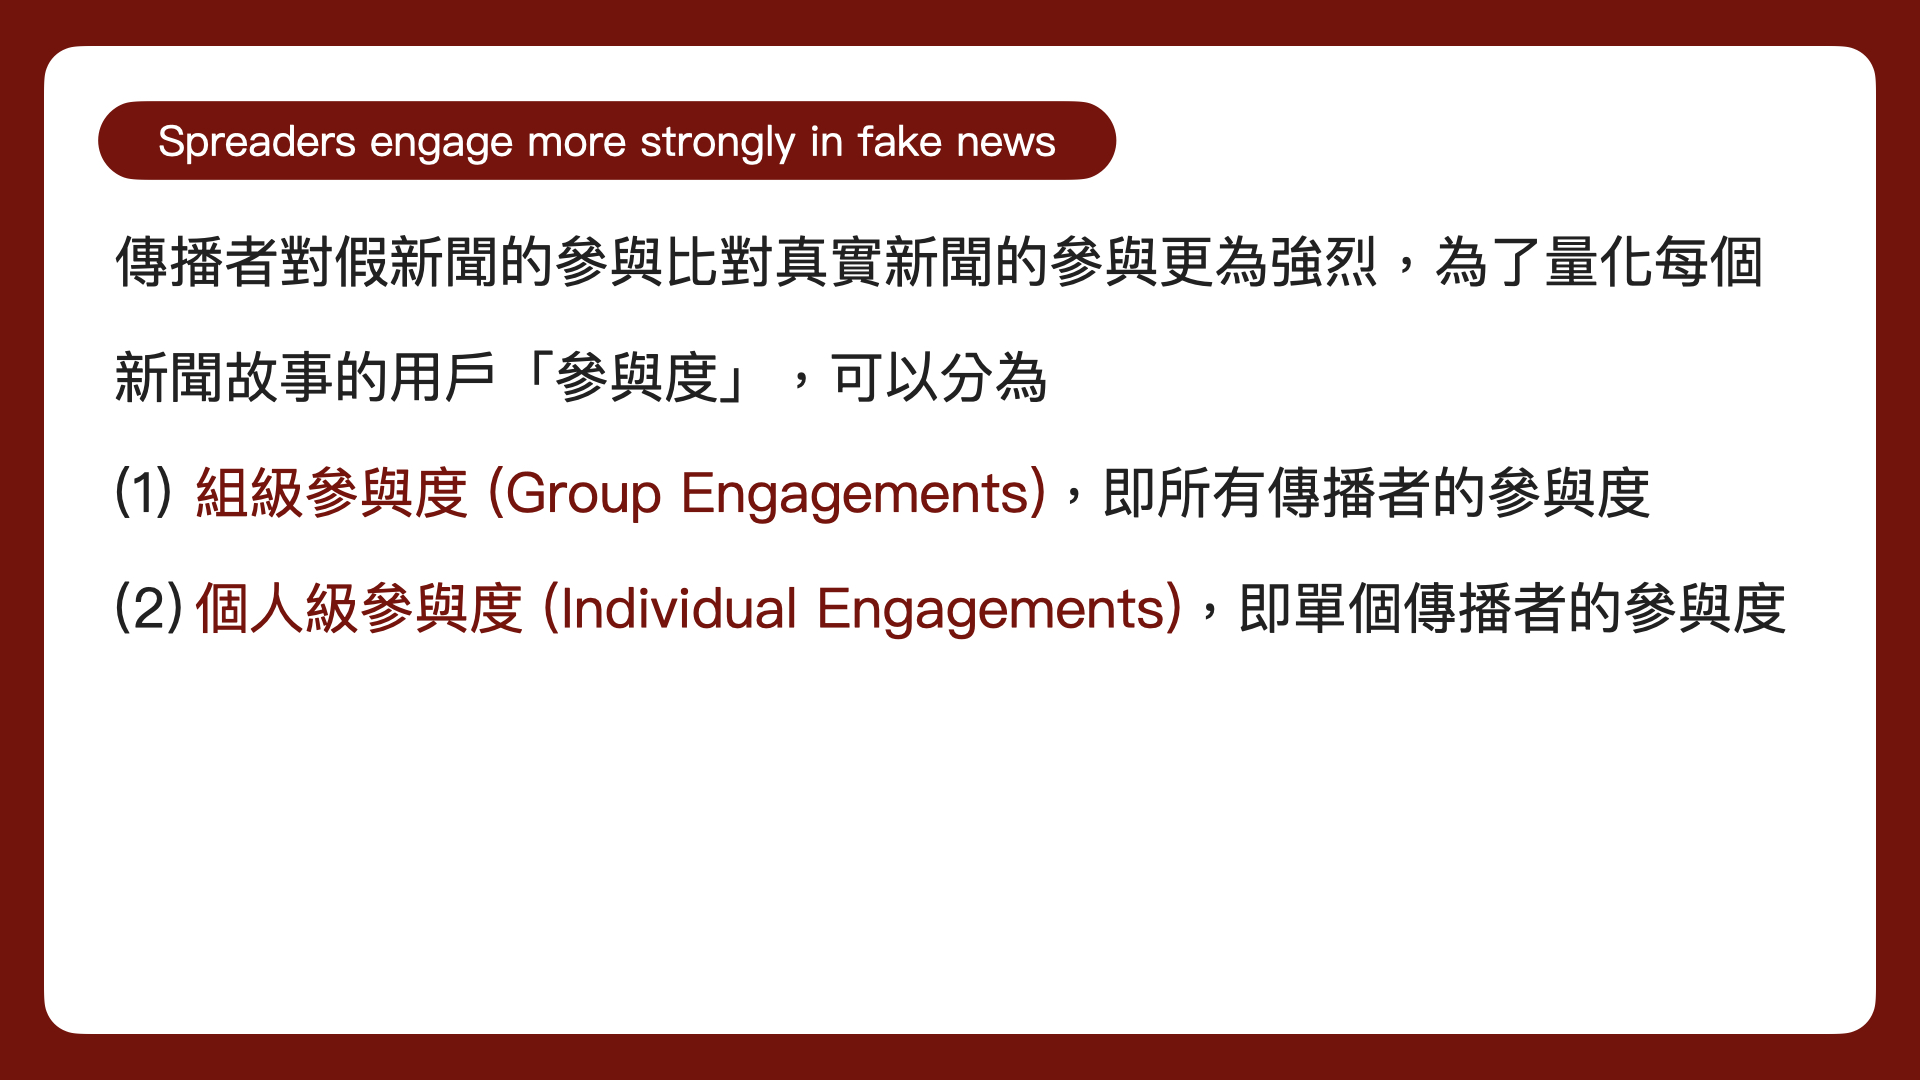 Spreaders engage more strongly in fake news
傳播者對假新聞的參與比對真實新聞的參與更為強烈，為了量化每個
新聞故事的用戶「參與度」，可以分為
(1) 組級參與度 (Group Engagements)，即所有傳播者的參與度
(2) 個人級參與度 (Individual Engagements)，即單個傳播者的參與度